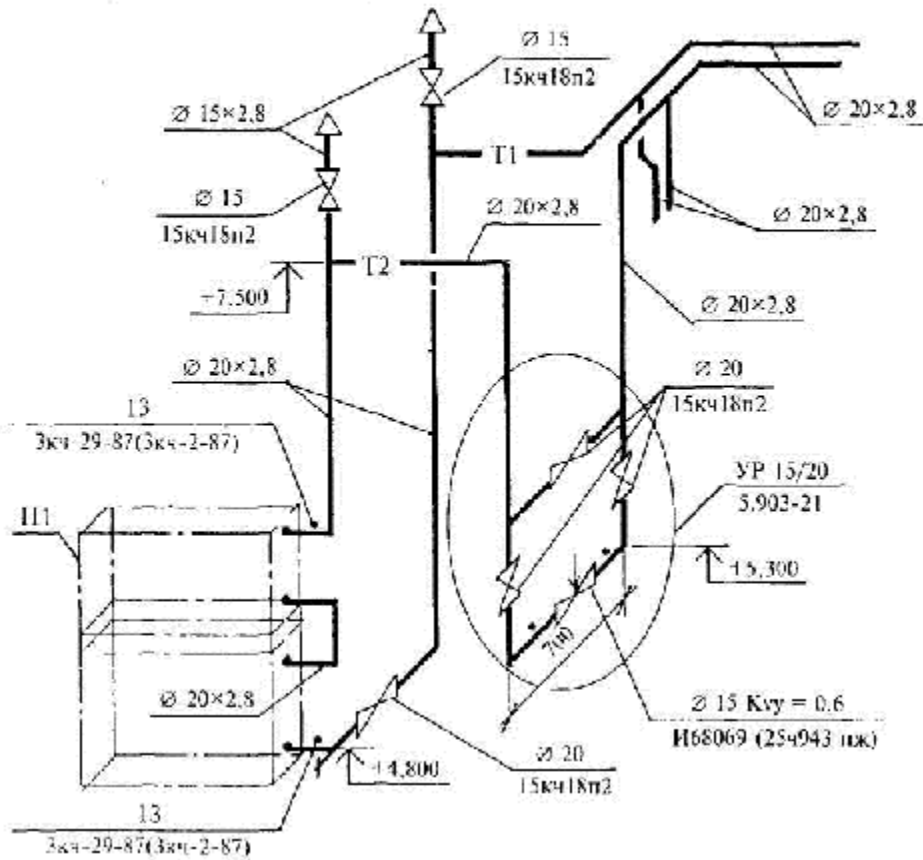 ∅ 15
15кч18п2
∅ 15×2,8
∅ 20×2,8
Т1
∅ 15
15кч18п2
∅ 20×2,8
∅ 20×2,8
Т2
+7.500
∅ 20×2,8
∅ 20×2,8
∅ 20
15кч18п2
13
3кч-29-87(3кч-2-87)
УР 15/20
5.903-21
П1
+5,300
700
∅ 20×2,8
∅ 15 Kvy = 0.6
И68069 (25ч943 нж)
+4,800
∅ 20
15кч18п2
13
3кч-29-87(3кч-2-87)